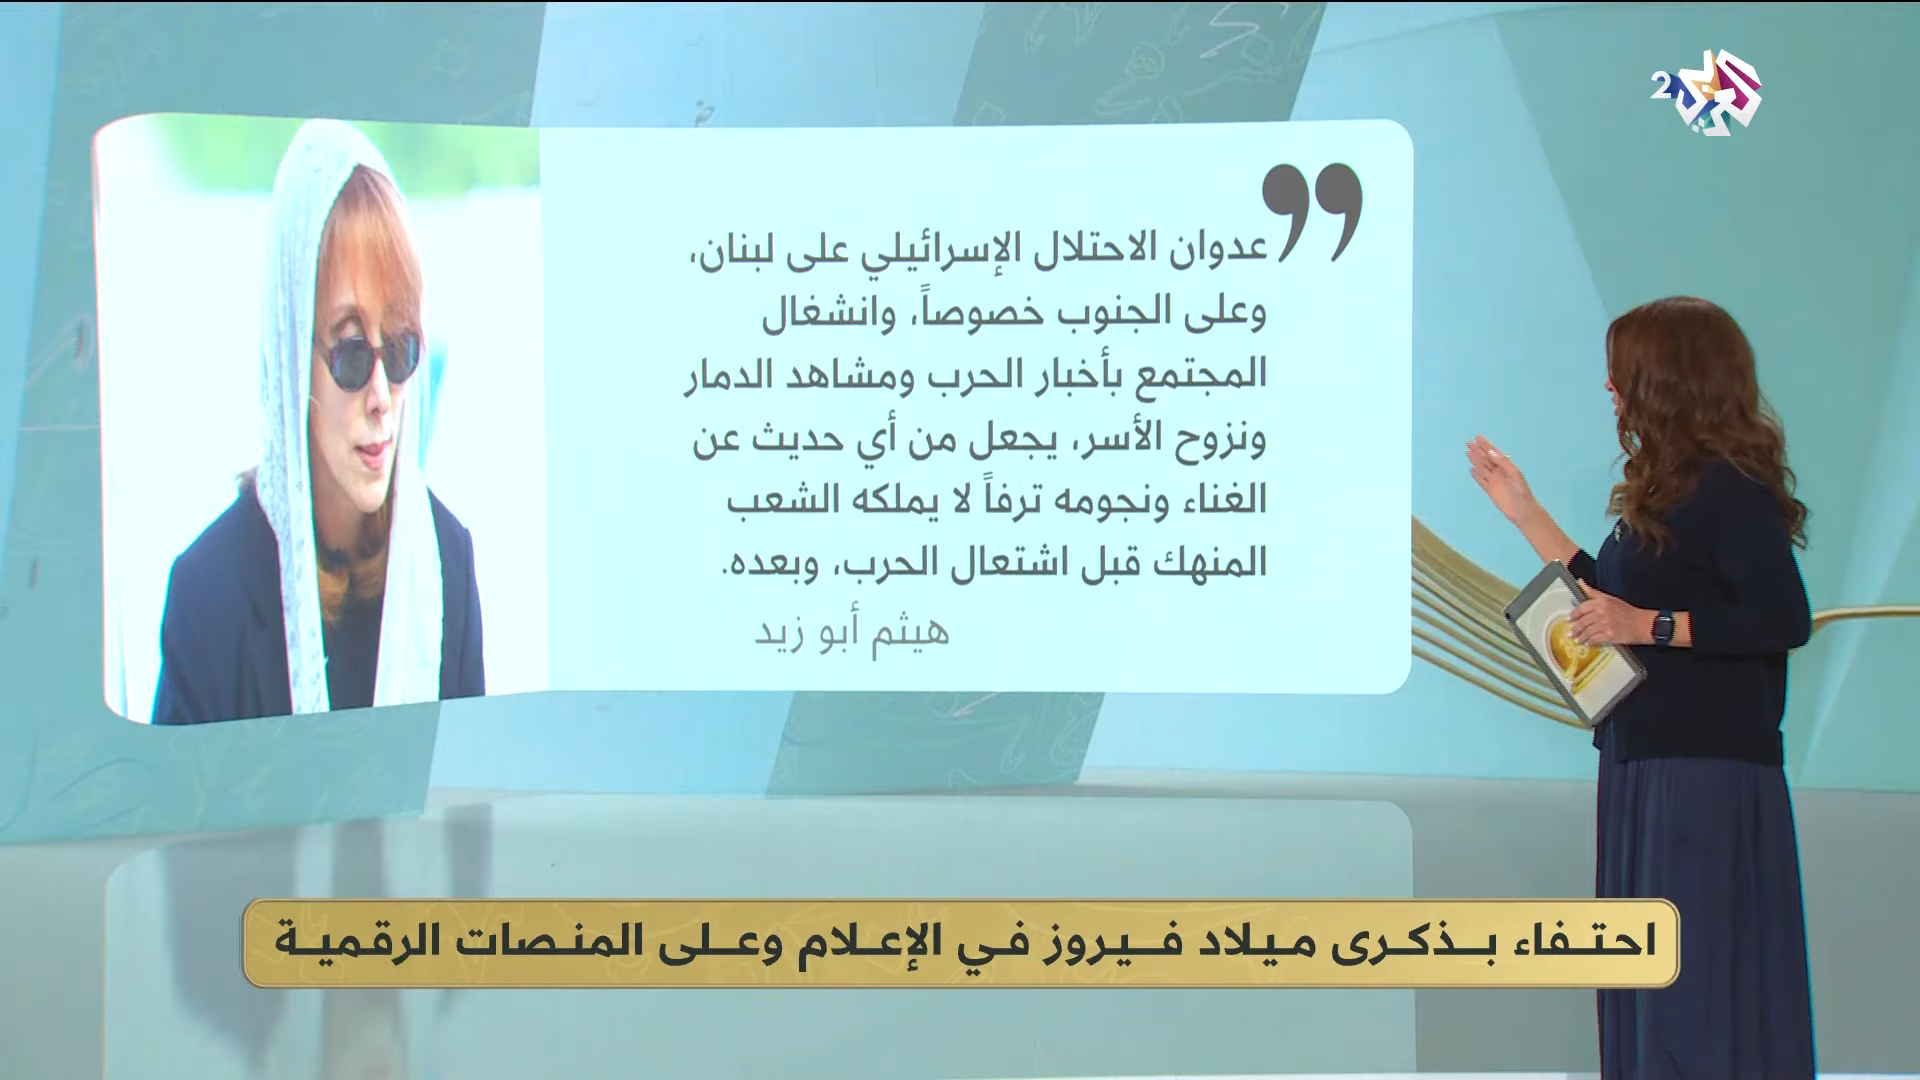 العربي 2
عدوان الاحتلال الإسرائيلي على لبنان،
وعلى الجنوب خصوصاً، وانشغال
المجتمع بأخبار الحرب ومشاهد الدمار
ونزوح الأسر، يجعل من أي حديث عن
الغناء ونجومه ترفاً لا يملكه الشعب
المنهك قبل اشتعال الحرب، وبعده.
هيثم أبو زيد
احتفاء بذكرى ميلاد فيروز في الإعلام وعلى المنصات الرقمية